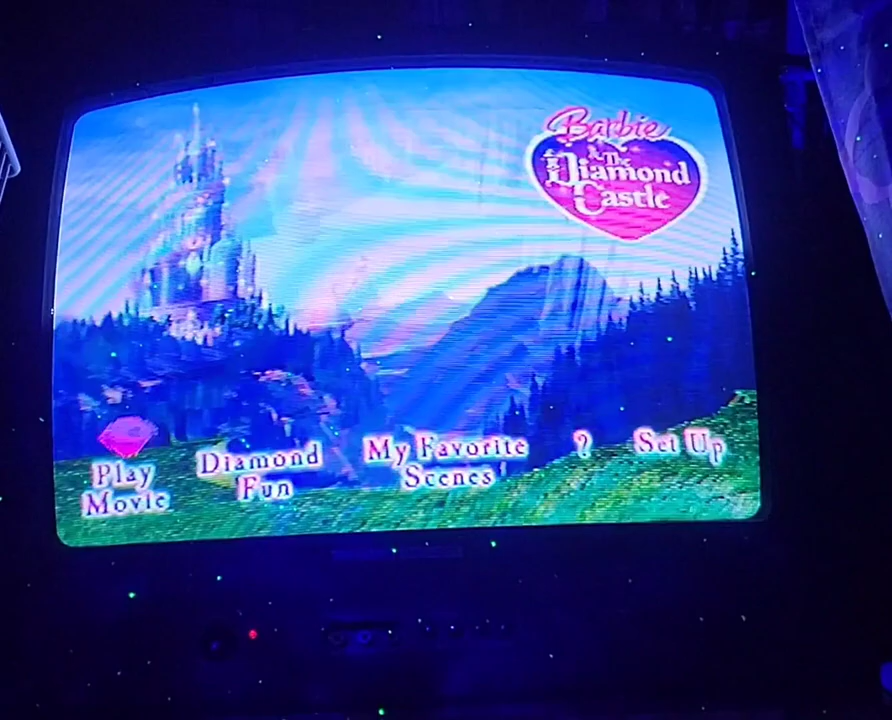 Barbie
& The
Diamond
Castle
Play
Movie
Diamond
Fun
My Favorite
Scenes
?
Set Up